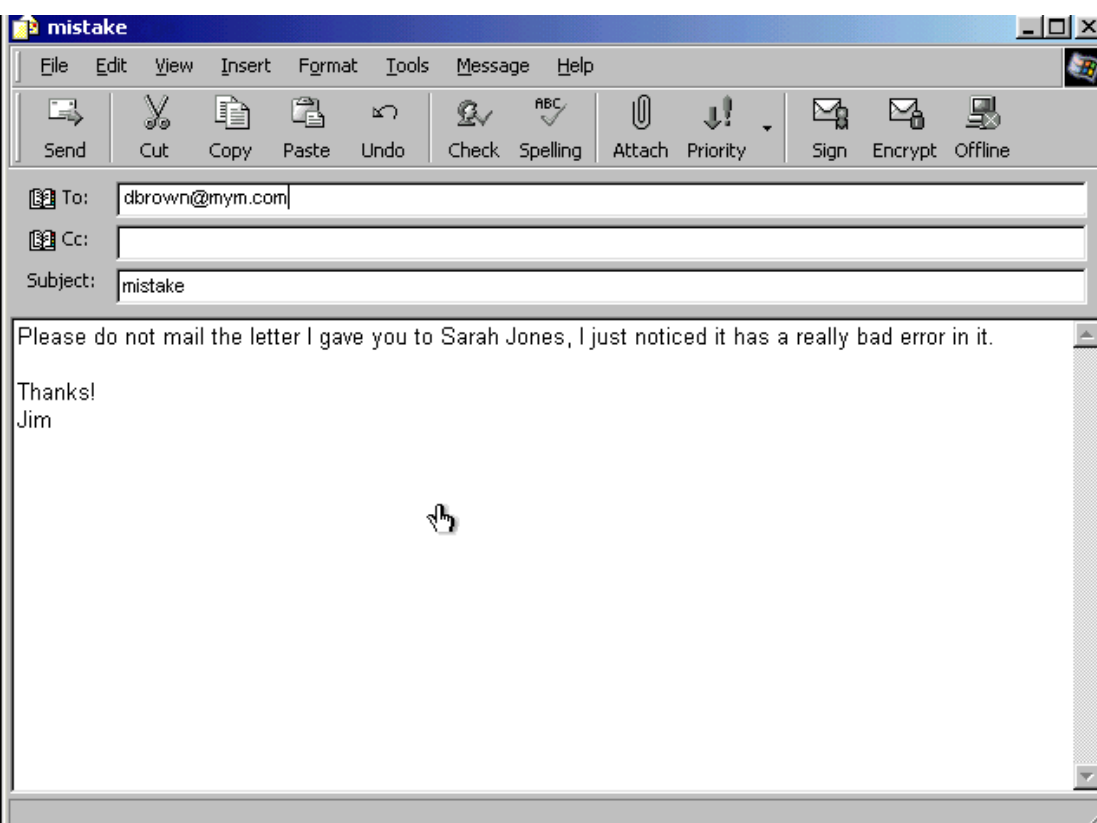 mistake
File Edit View Insert Format Tools Message Help
ABC
Send Cut Copy Paste Undo Check Spelling Attach Priority Sign Encrypt Offline
To: dbrown@mym.com
Cc:
Subject: mistake
Please do not mail the letter I gave you to Sarah Jones, I just noticed it has a really bad error in it.
Thanks!
Jim